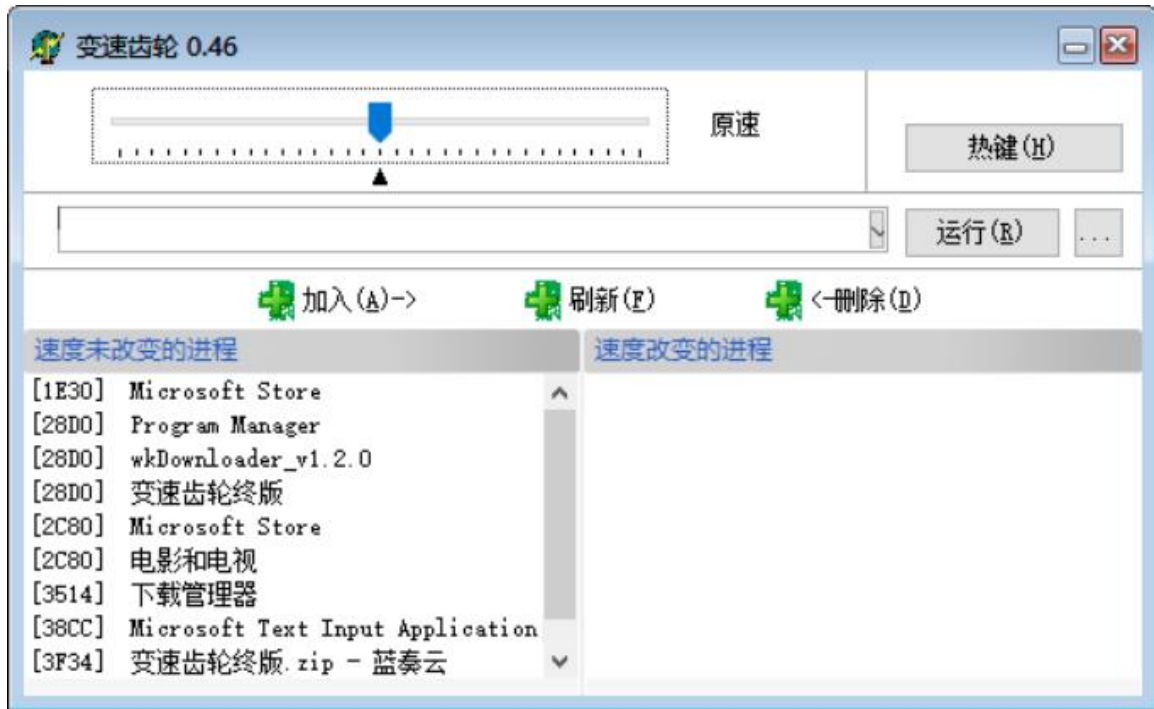 变速齿轮 0.46
原速
热键(H)
运行(R) ...
加入(A)-> 刷新(F) <-删除(D)
速度未改变的进程 速度改变的进程
[1E30] Microsoft Store
[28D0] Program Manager
[28D0] wkDownloader_v1.2.0
[28D0] 变速齿轮终版
[2C80] Microsoft Store
[2C80] 电影和电视
[3514] 下载管理器
[38CC] Microsoft Text Input Application
[3F34] 变速齿轮终版.zip - 蓝奏云